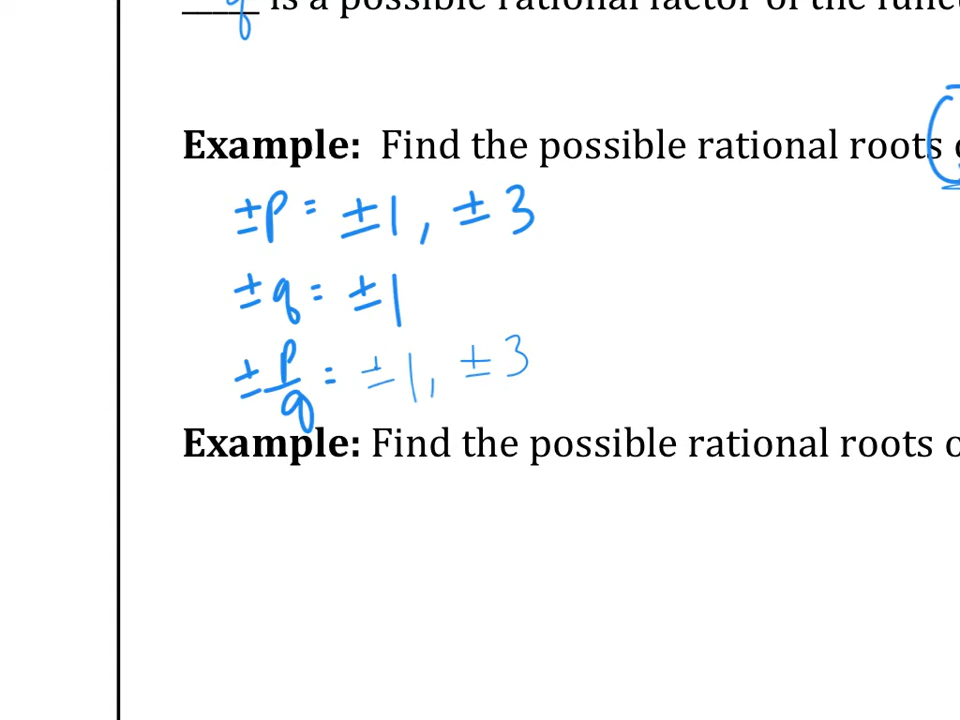 q is a possible rational factor of the
Example: Find the possible rational roots
±p = ±1, ±3
±q = ±1
±p/q = ±1, ±3
Example: Find the possible rational roots